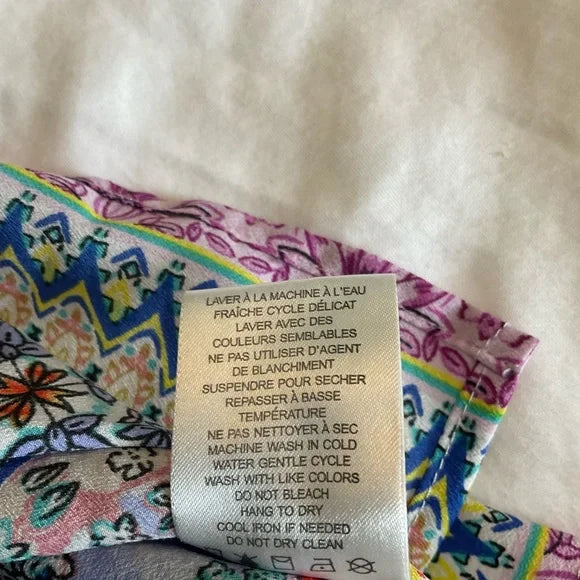 LAVER À LA MACHINE À L'EAU
FRAÎCHE CYCLE DÉLICAT
LAVER AVEC DES
COULEURS SEMBLABLES
NE PAS UTILISER D'AGENT
DE BLANCHIMENT
SUSPENDRE POUR SECHER
REPASSER À BASSE
TEMPÉRATURE
NE PAS NETTOYER À SEC
MACHINE WASH IN COLD
WATER GENTLE CYCLE
WASH WITH LIKE COLORS
DO NOT BLEACH
HANG TO DRY
COOL IRON IF NEEDED
DO NOT DRY CLEAN